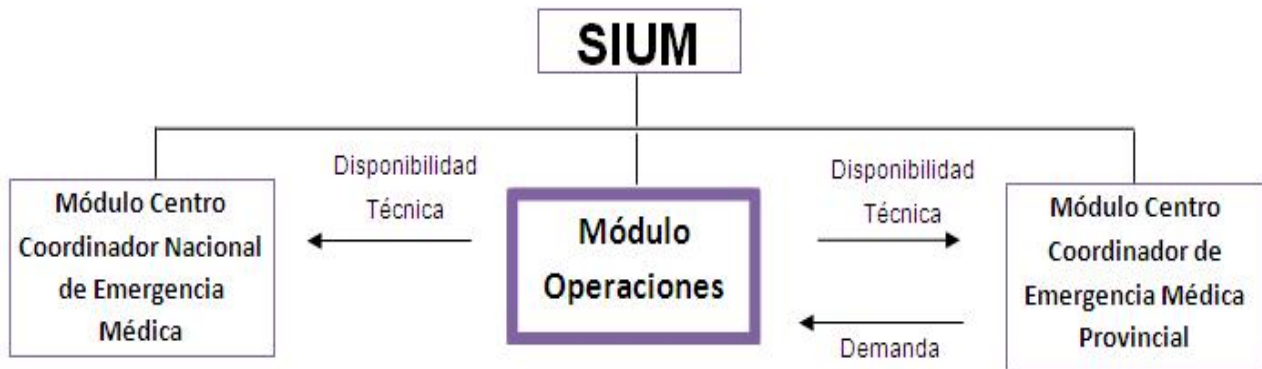 SIUM
Módulo Centro
Coordinador Nacional
de Emergencia
Médica
Disponibilidad
Técnica
Módulo
Operaciones
Disponibilidad
Técnica
Demanda
Módulo Centro
Coordinador de
Emergencia Médica
Provincial